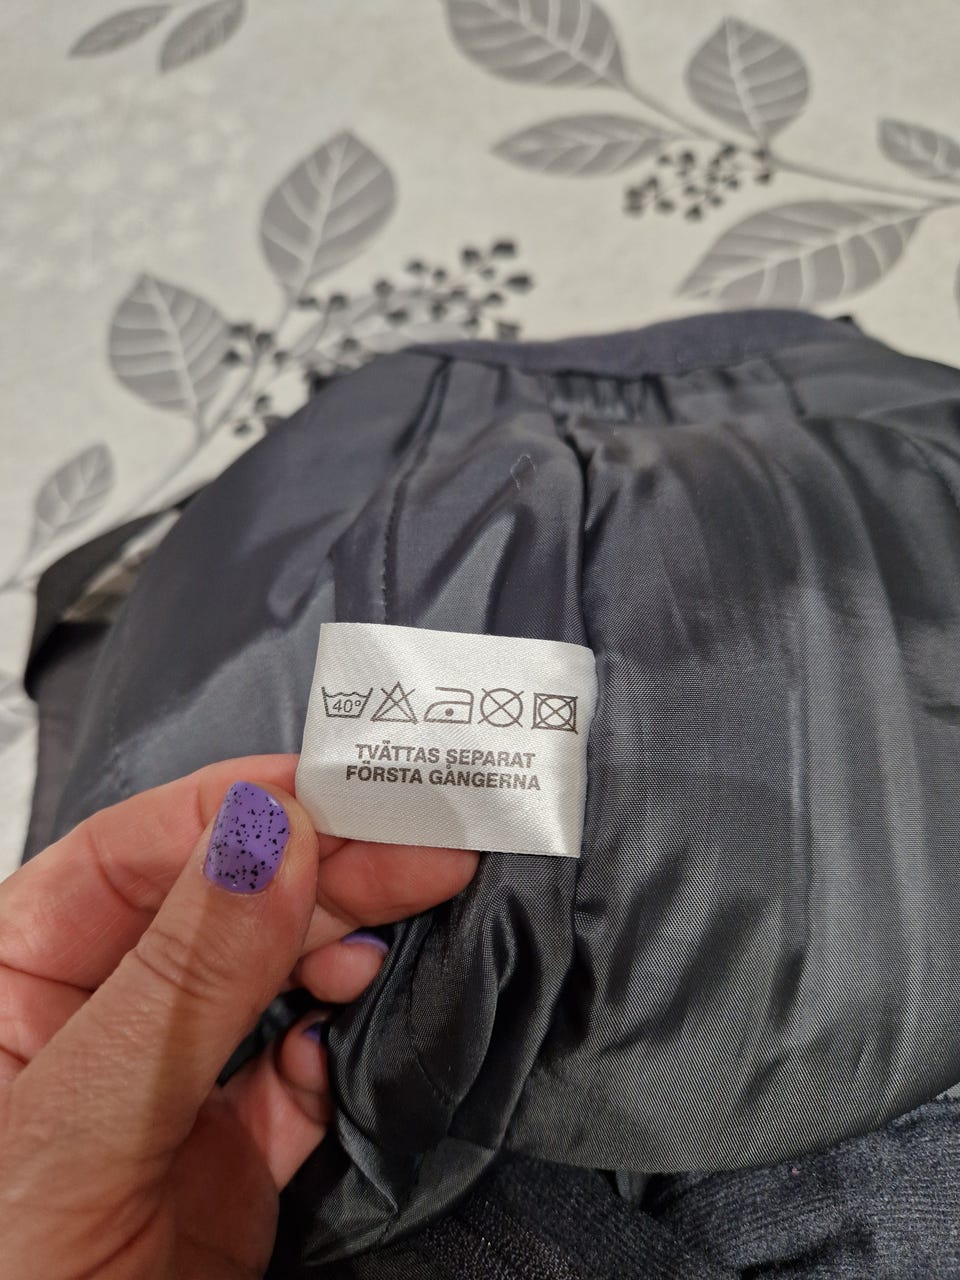 40°
TVÄTTAS SEPARAT
FÖRSTA GÅNGERNA